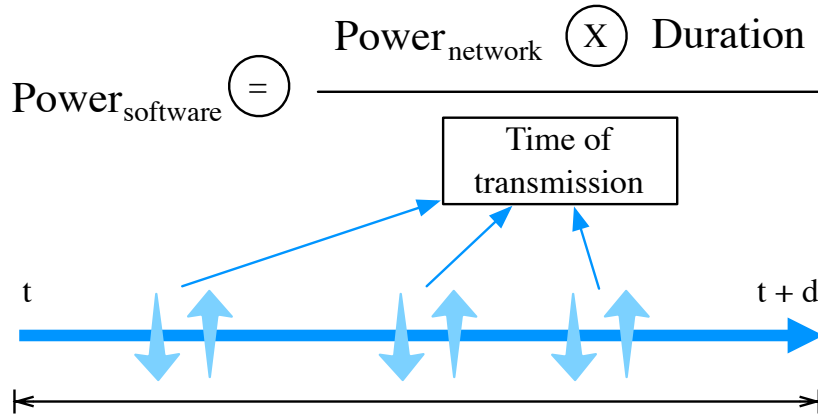 Power_network X Duration
Power_software =
Time of
transmission
t t + d